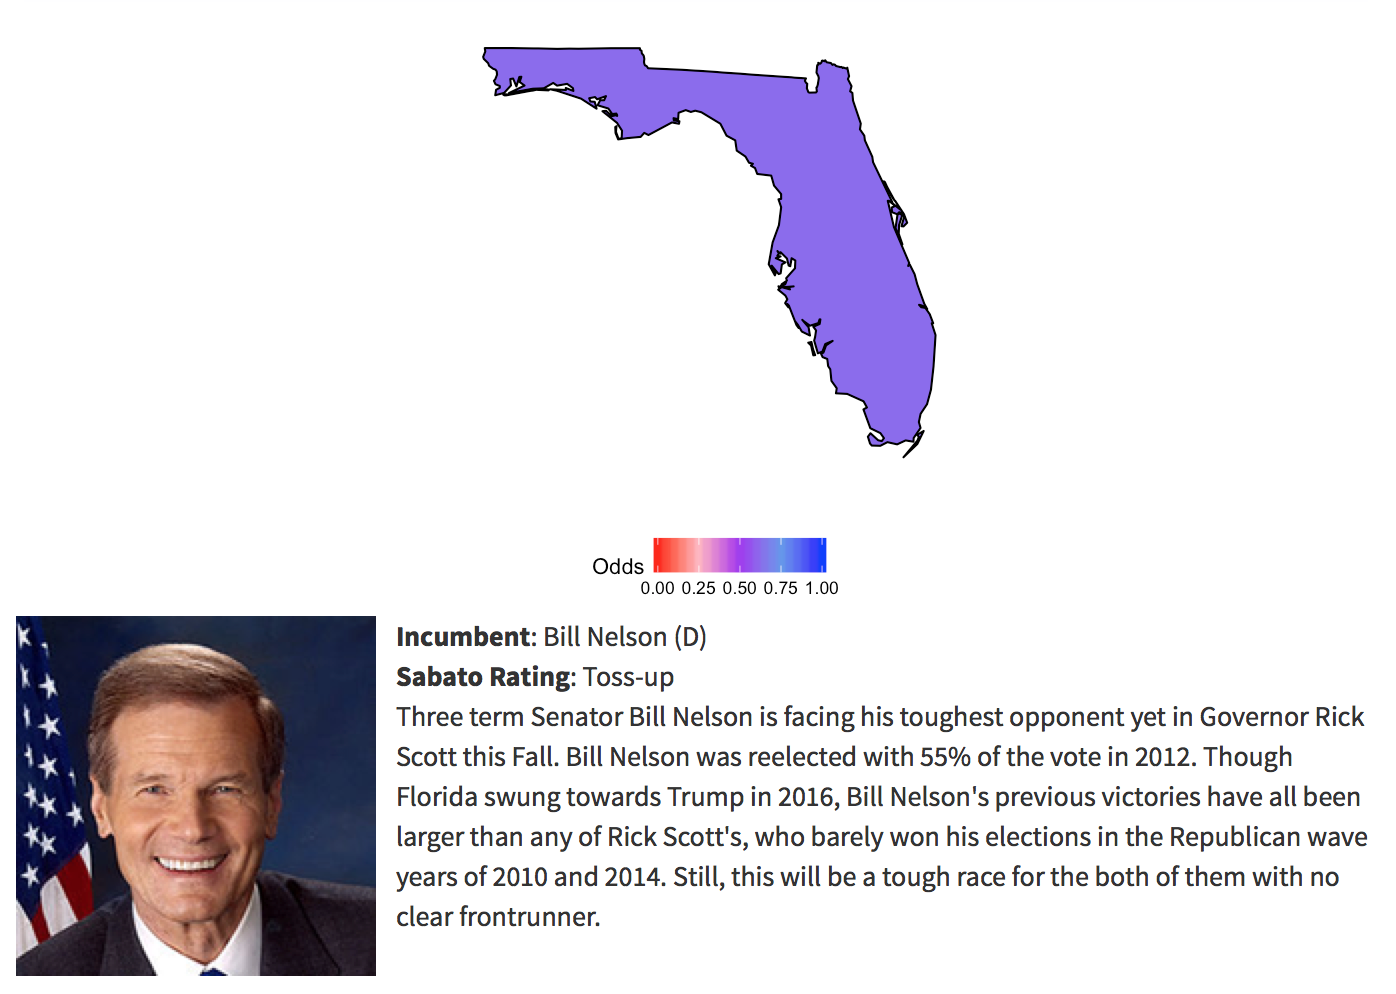 Odds
0.00 0.25 0.50 0.75 1.00
Incumbent: Bill Nelson (D)
Sabato Rating: Toss-up
Three term Senator Bill Nelson is facing his toughest opponent yet in Governor Rick
Scott this Fall. Bill Nelson was reelected with 55% of the vote in 2012. Though
Florida swung towards Trump in 2016, Bill Nelson's previous victories have all been
larger than any of Rick Scott's, who barely won his elections in the Republican wave
years of 2010 and 2014. Still, this will be a tough race for the both of them with no
clear frontrunner.